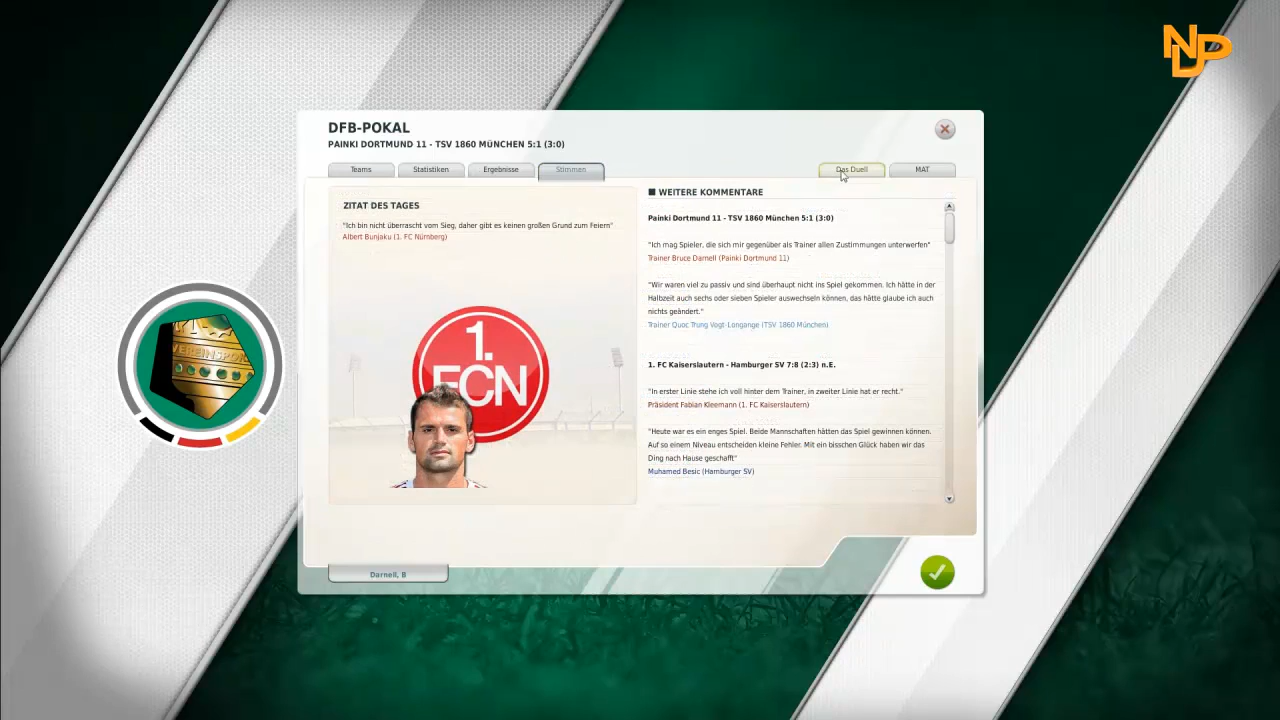 NDP
DFB-POKAL
PAINKI DORTMUND 11 - TSV 1860 MÜNCHEN 5:1 (3:0)
Teams
Statistiken
Ergebnisse
Stimmen
Das Duell
MAT
ZITAT DES TAGES
"Ich bin nicht überrascht vom Sieg, daher gibt es keinen großen Grund zum Feiern"
Albert Bunjaku (1. FC Nürnberg)
1.
FCN
WEITERE KOMMENTARE
Painki Dortmund 11 - TSV 1860 München 5:1 (3:0)
"Ich mag Spieler, die sich mir gegenüber als Trainer allen Zustimmungen unterwerfen"
Trainer Bruce Darnell (Painki Dortmund 11)
"Wir waren viel zu passiv und sind überhaupt nicht ins Spiel gekommen. Ich hätte in der
Halbzeit auch sechs oder sieben Spieler auswechseln können, das hätte glaube ich auch
nichts geändert."
Trainer Quoc Trung Vogt-Longange (TSV 1860 München)
1. FC Kaiserslautern - Hamburger SV 7:8 (2:3) n.E.
"In erster Linie stehe ich voll hinter dem Trainer, in zweiter Linie hat er recht."
Präsident Fabian Kleemann (1. FC Kaiserslautern)
"Heute war es ein enges Spiel. Beide Mannschaften hätten das Spiel gewinnen können.
Auf so einem Niveau entscheiden kleine Fehler. Mit ein bisschen Glück haben wir das
Ding nach Hause geschafft"
Muhamed Besic (Hamburger SV)
VEREINSPOK
Darnell, B